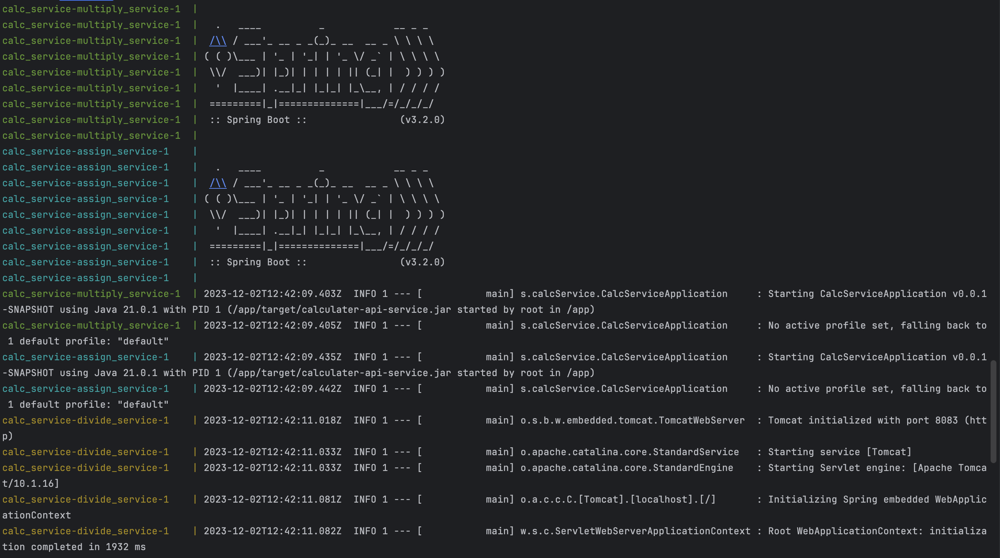 calc_service-multiply_service-1  |
calc_service-multiply_service-1  |   .   ____          _            __ _ _
calc_service-multiply_service-1  |  /\\ / ___'_ __ _ _(_)_ __  __ _ \ \ \ \
calc_service-multiply_service-1  | ( ( )\___ | '_ | '_| | '_ \/ _` | \ \ \ \
calc_service-multiply_service-1  |  \\/  ___)| |_)| | | | | || (_| |  ) ) ) )
calc_service-multiply_service-1  |   '  |____| .__|_| |_|_| |_\__, | / / / /
calc_service-multiply_service-1  |  =========|_|==============|___/=/_/_/_/
calc_service-multiply_service-1  |  :: Spring Boot ::                (v3.2.0)
calc_service-multiply_service-1  |
calc_service-assign_service-1    |
calc_service-assign_service-1    |   .   ____          _            __ _ _
calc_service-assign_service-1    |  /\\ / ___'_ __ _ _(_)_ __  __ _ \ \ \ \
calc_service-assign_service-1    | ( ( )\___ | '_ | '_| | '_ \/ _` | \ \ \ \
calc_service-assign_service-1    |  \\/  ___)| |_)| | | | | || (_| |  ) ) ) )
calc_service-assign_service-1    |   '  |____| .__|_| |_|_| |_\__, | / / / /
calc_service-assign_service-1    |  =========|_|==============|___/=/_/_/_/
calc_service-assign_service-1    |  :: Spring Boot ::                (v3.2.0)
calc_service-assign_service-1    |
calc_service-multiply_service-1  | 2023-12-02T12:42:09.403Z  INFO 1 --- [           main] s.calcService.CalcServiceApplication     : Starting CalcServiceApplication v0.0.1
-SNAPSHOT using Java 21.0.1 with PID 1 (/app/target/calculater-api-service.jar started by root in /app)
calc_service-multiply_service-1  | 2023-12-02T12:42:09.405Z  INFO 1 --- [           main] s.calcService.CalcServiceApplication     : No active profile set, falling back to
 1 default profile: "default"
calc_service-assign_service-1    | 2023-12-02T12:42:09.435Z  INFO 1 --- [           main] s.calcService.CalcServiceApplication     : Starting CalcServiceApplication v0.0.1
-SNAPSHOT using Java 21.0.1 with PID 1 (/app/target/calculater-api-service.jar started by root in /app)
calc_service-assign_service-1    | 2023-12-02T12:42:09.442Z  INFO 1 --- [           main] s.calcService.CalcServiceApplication     : No active profile set, falling back to
 1 default profile: "default"
calc_service-divide_service-1    | 2023-12-02T12:42:11.018Z  INFO 1 --- [           main] o.s.b.w.embedded.tomcat.TomcatWebServer  : Tomcat initialized with port 8083 (htt
p)
calc_service-divide_service-1    | 2023-12-02T12:42:11.033Z  INFO 1 --- [           main] o.apache.catalina.core.StandardService   : Starting service [Tomcat]
calc_service-divide_service-1    | 2023-12-02T12:42:11.033Z  INFO 1 --- [           main] o.apache.catalina.core.StandardEngine    : Starting Servlet engine: [Apache Tomca
t/10.1.16]
calc_service-divide_service-1    | 2023-12-02T12:42:11.081Z  INFO 1 --- [           main] o.a.c.c.C.[Tomcat].[localhost].[/]       : Initializing Spring embedded WebApplic
ationContext
calc_service-divide_service-1    | 2023-12-02T12:42:11.082Z  INFO 1 --- [           main] w.s.c.ServletWebServerApplicationContext : Root WebApplicationContext: initializa
tion completed in 1932 ms